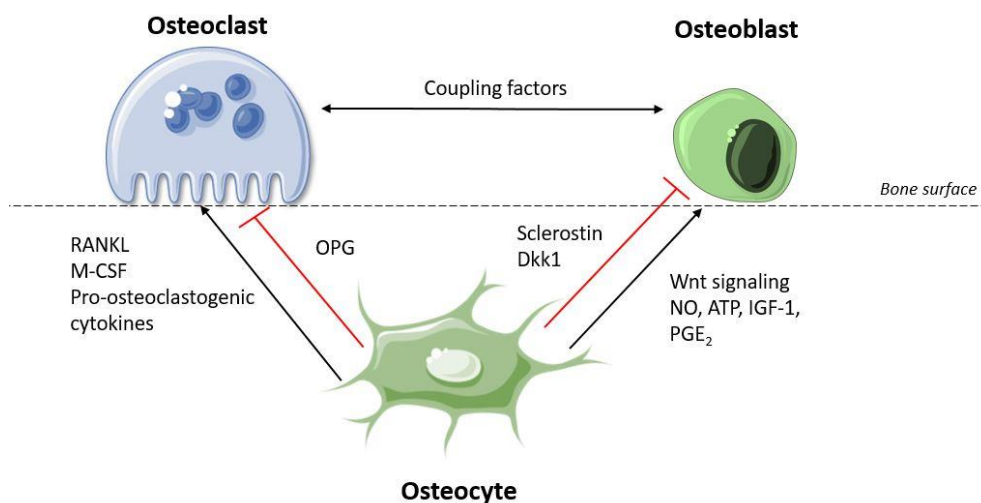 Osteoclast
Osteoblast
Coupling factors
Bone surface
RANKL
M-CSF
Pro-osteoclastogenic
cytokines
OPG
Sclerostin
Dkk1
Wnt signaling
NO, ATP, IGF-1,
PGE₂
Osteocyte